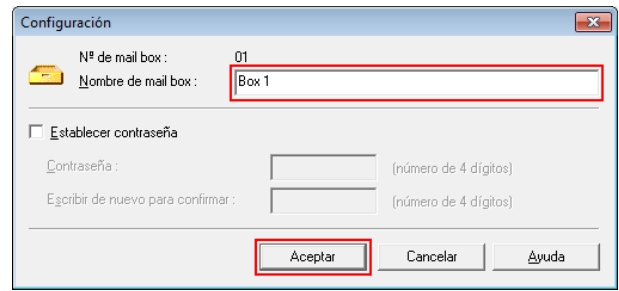 Configuración
Nª de mail box : 01
Nombre de mail box : Box 1
Establecer contraseña
Contraseña : (número de 4 dígitos)
Escribir de nuevo para confirmar : (número de 4 dígitos)
Aceptar Cancelar Ayuda